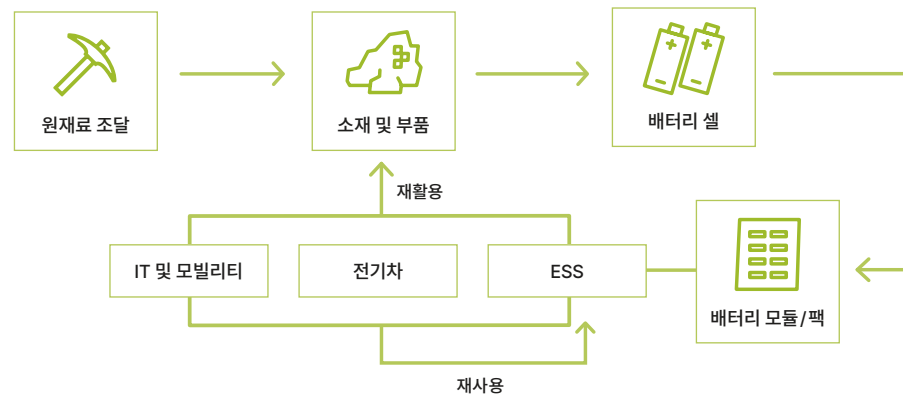 원재료 조달
소재 및 부품
배터리 셀
재활용
IT 및 모빌리티
전기차
ESS
배터리 모듈/팩
재사용